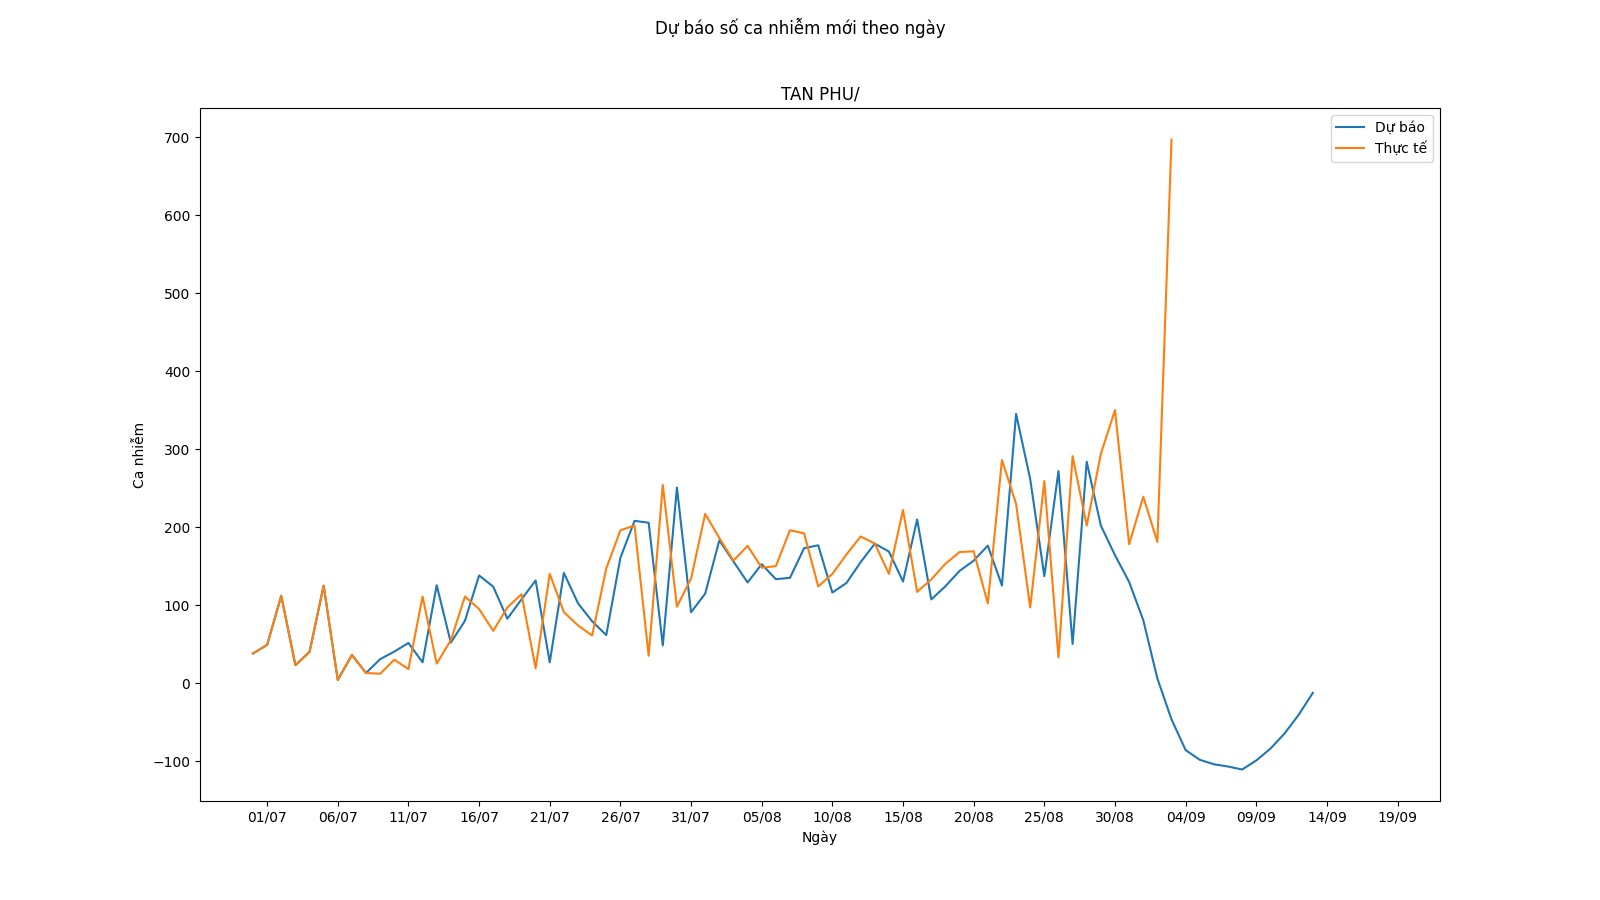 Dự báo số ca nhiễm mới theo ngày
TAN PHU/
Dự báo
Thực tế
700
600
500
400
300
200
100
0
−100
Ca nhiễm
01/07 06/07 11/07 16/07 21/07 26/07 31/07 05/08 10/08 15/08 20/08 25/08 30/08 04/09 09/09 14/09 19/09
Ngày